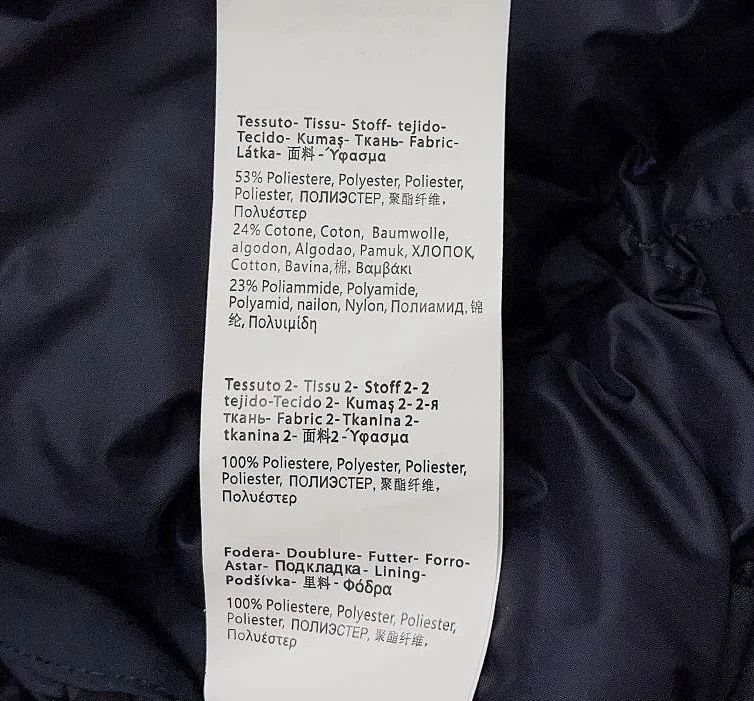 Tessuto- Tissu- Stoff- tejido-
Tecido- Kumaş- Ткань- Fabric-
Látka- 面料-Ύφασμα
53% Poliestere, Polyester, Poliester,
Poliester, ПОЛИЭСТЕР, 聚酯纤维,
Πολυέστερ
24% Cotone, Coton, Baumwolle,
algodon, Algodao, Pamuk, ХЛОПОК,
Cotton, Bavina,棉, Βαμβάκι
23% Poliammide, Polyamide,
Polyamid, nailon, Nylon, Полиамид, 锦
纶, Πολυιμίδη
Tessuto 2- Tissu 2- Stoff 2- 2
tejido-Tecido 2- Kumaş 2- 2-я
ткань- Fabric 2-Tkanlna 2-
tkanina 2- 面料2-Ύφασμα
100% Poliestere, Polyester, Poliester,
Poliester, ПОЛИЭСТЕР, 聚酯纤维,
Πολυέστερ
Fodera- Doublure- Futter- Forro-
Astar- Подкладка- Lining-
Podšívka- 里料- Φόδρα
100% Poliestere, Polyester, Poliester,
Poliester, ПОЛИЭСТЕР, 聚酯纤维,
Πολυέστερ